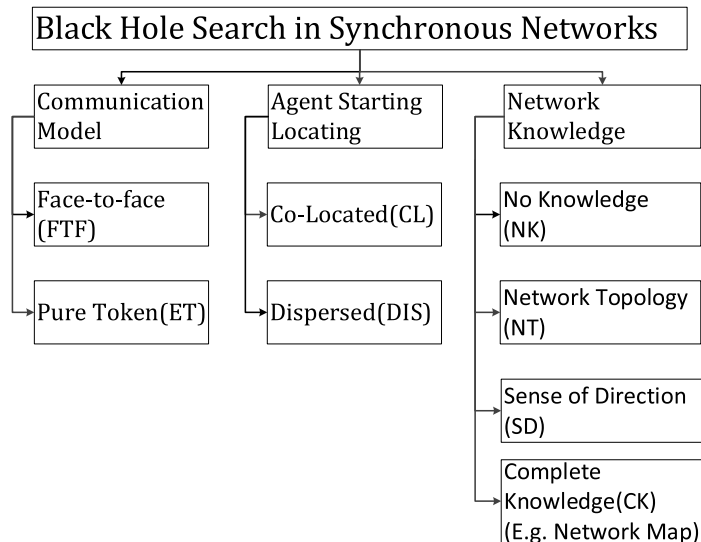 Black Hole Search in Synchronous Networks
Communication
Model
Agent Starting
Locating
Network
Knowledge
Face-to-face
(FTF)
Co-Located(CL)
No Knowledge
(NK)
Pure Token(ET)
Dispersed(DIS)
Network Topology
(NT)
Sense of Direction
(SD)
Complete
Knowledge(CK)
(E.g. Network Map)